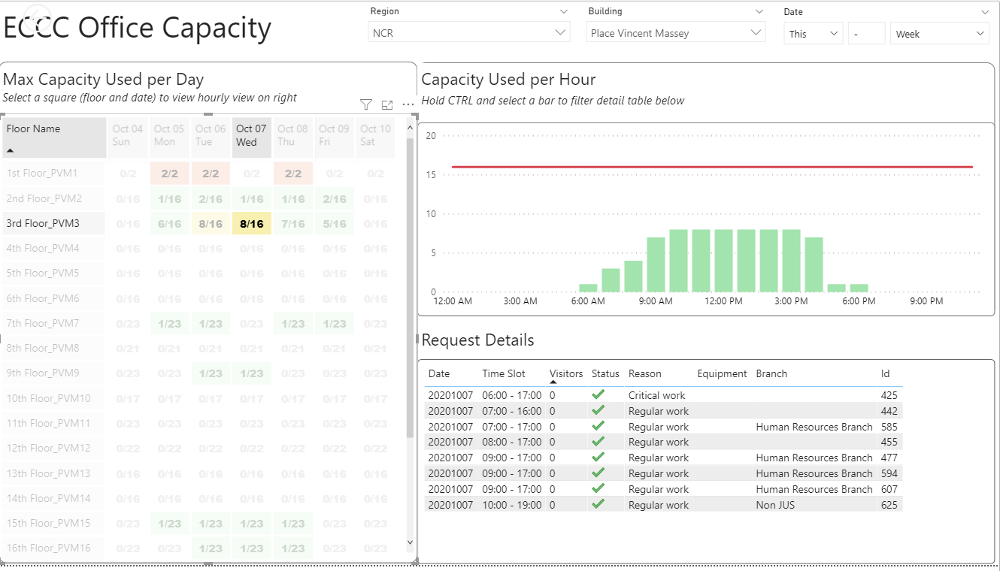 ECCC Office Capacity
Region
NCR
Building
Place Vincent Massey
Date
This - Week
Max Capacity Used per Day
Select a square (floor and date) to view hourly view on right
Floor Name Oct 04 Sun Oct 05 Mon Oct 06 Tue Oct 07 Wed Oct 08 Thu Oct 09 Fri Oct 10 Sat
1st Floor_PVM1 0/2 2/2 2/2 0/2 2/2 0/2 0/2
2nd Floor_PVM2 0/16 1/16 2/16 1/16 1/16 2/16 0/16
3rd Floor_PVM3 0/16 6/16 8/16 8/16 7/16 5/16 0/16
4th Floor_PVM4 0/16 0/16 0/16 0/16 0/16 0/16 0/16
5th Floor_PVM5 0/16 0/16 0/16 0/16 0/16 0/16 0/16
6th Floor_PVM6 0/16 0/16 0/16 0/16 0/16 0/16 0/16
7th Floor_PVM7 0/23 1/23 1/23 0/23 1/23 1/23 0/23
8th Floor_PVM8 0/21 0/21 0/21 0/21 0/21 0/21 0/21
9th Floor_PVM9 0/23 0/23 1/23 1/23 0/23 0/23 0/23
10th Floor_PVM10 0/17 0/17 0/17 0/17 0/17 0/17 0/17
11th Floor_PVM11 0/23 0/23 0/23 0/23 0/23 0/23 0/23
12th Floor_PVM12 0/22 0/22 0/22 0/22 0/22 0/22 0/22
13th Floor_PVM13 0/16 0/16 0/16 0/16 0/16 0/16 0/16
14th Floor_PVM14 0/16 0/16 0/16 0/16 0/16 0/16 0/16
15th Floor_PVM15 0/23 1/23 1/23 1/23 1/23 0/23 0/23
16th Floor_PVM16 0/23 0/23 1/23 1/23 1/23 0/23 0/23
Capacity Used per Hour
Hold CTRL and select a bar to filter detail table below
20
15
10
5
0
12:00 AM 3:00 AM 6:00 AM 9:00 AM 12:00 PM 3:00 PM 6:00 PM 9:00 PM
Request Details
Date Time Slot Visitors Status Reason Equipment Branch Id
20201007 06:00 - 17:00 0 Critical work 425
20201007 07:00 - 16:00 0 Regular work 442
20201007 07:00 - 17:00 0 Regular work Human Resources Branch 585
20201007 08:00 - 17:00 0 Regular work 455
20201007 09:00 - 17:00 0 Regular work Human Resources Branch 477
20201007 09:00 - 17:00 0 Regular work Human Resources Branch 594
20201007 09:00 - 17:00 0 Regular work Human Resources Branch 607
20201007 10:00 - 19:00 0 Regular work Non JUS 625